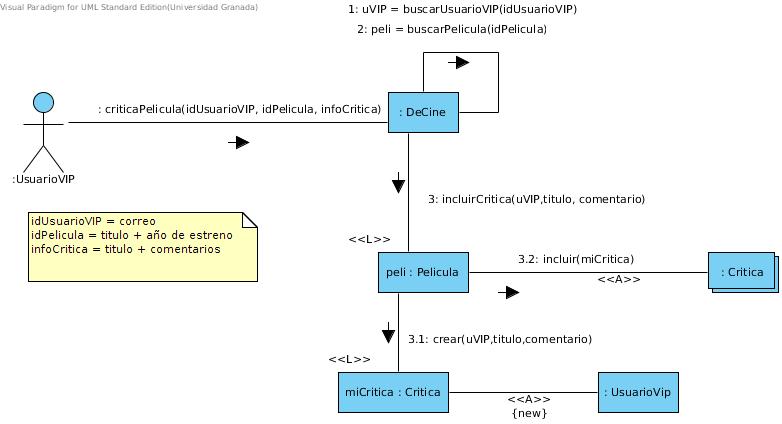 Visual Paradigm for UML Standard Edition(Universidad Granada)
1: uVIP = buscarUsuarioVIP(idUsuarioVIP)
2: peli = buscarPelicula(idPelicula)
: criticaPelicula(idUsuarioVIP, idPelicula, infoCritica)
: DeCine
:UsuarioVIP
3: incluirCritica(uVIP,titulo, comentario)
idUsuarioVIP = correo
idPelicula = titulo + año de estreno
infoCritica = titulo + comentarios
<<L>>
peli : Pelicula
3.2: incluir(miCritica)
<<A>>
: Critica
3.1: crear(uVIP,titulo,comentario)
<<L>>
miCritica : Critica
<<A>>
{new}
: UsuarioVip